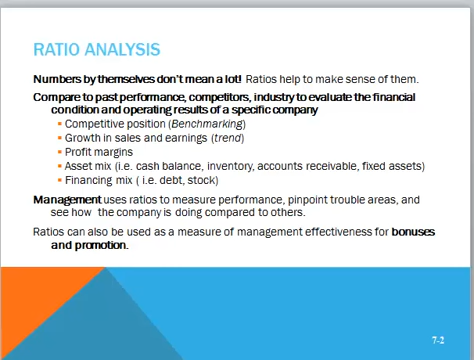 RATIO ANALYSIS
Numbers by themselves don't mean a lot! Ratios help to make sense of them.
Compare to past performance, competitors, industry to evaluate the financial
condition and operating results of a specific company
▪ Competitive position (Benchmarking)
▪ Growth in sales and earnings (trend)
▪ Profit margins
▪ Asset mix (i.e. cash balance, inventory, accounts receivable, fixed assets)
▪ Financing mix ( i.e. debt, stock)
Management uses ratios to measure performance, pinpoint trouble areas, and
see how the company is doing compared to others.
Ratios can also be used as a measure of management effectiveness for bonuses
and promotion.
7-2